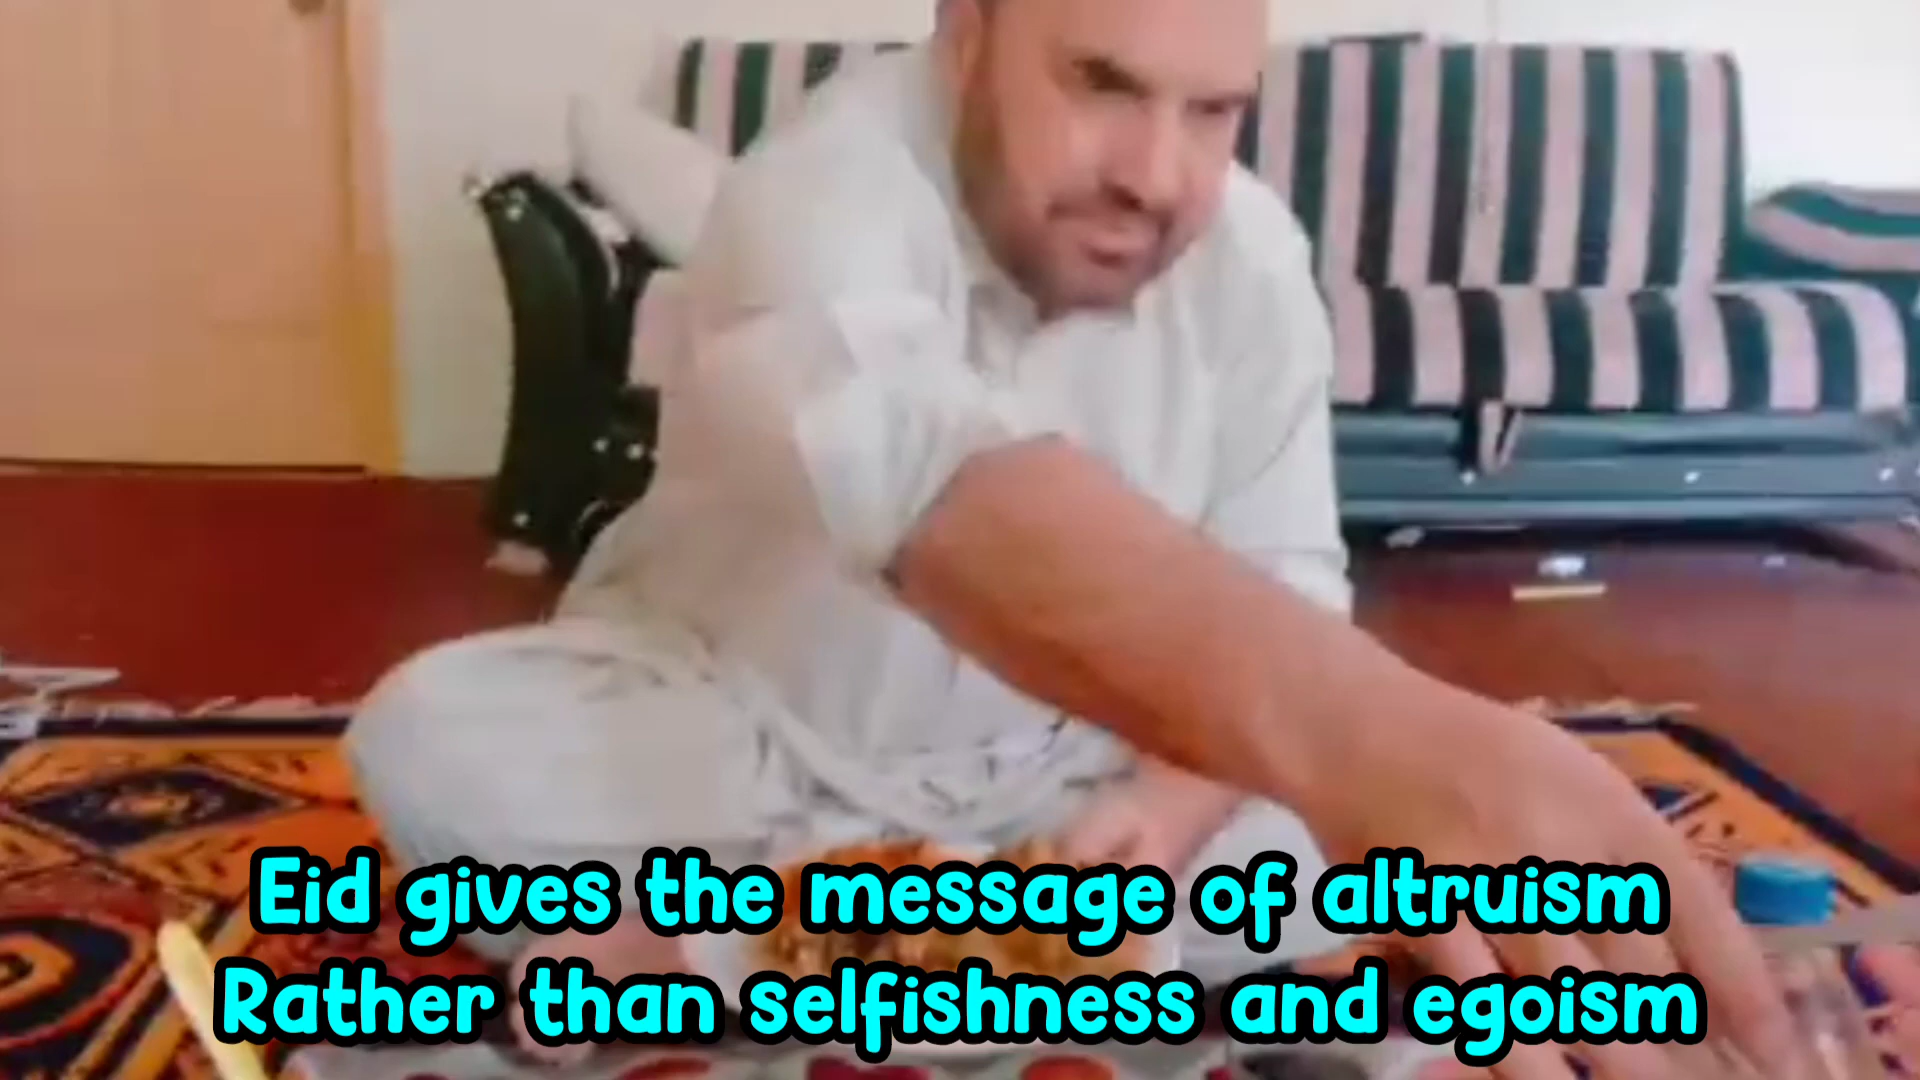 Eid gives the message of altruism
Rather than selfishness and egoism